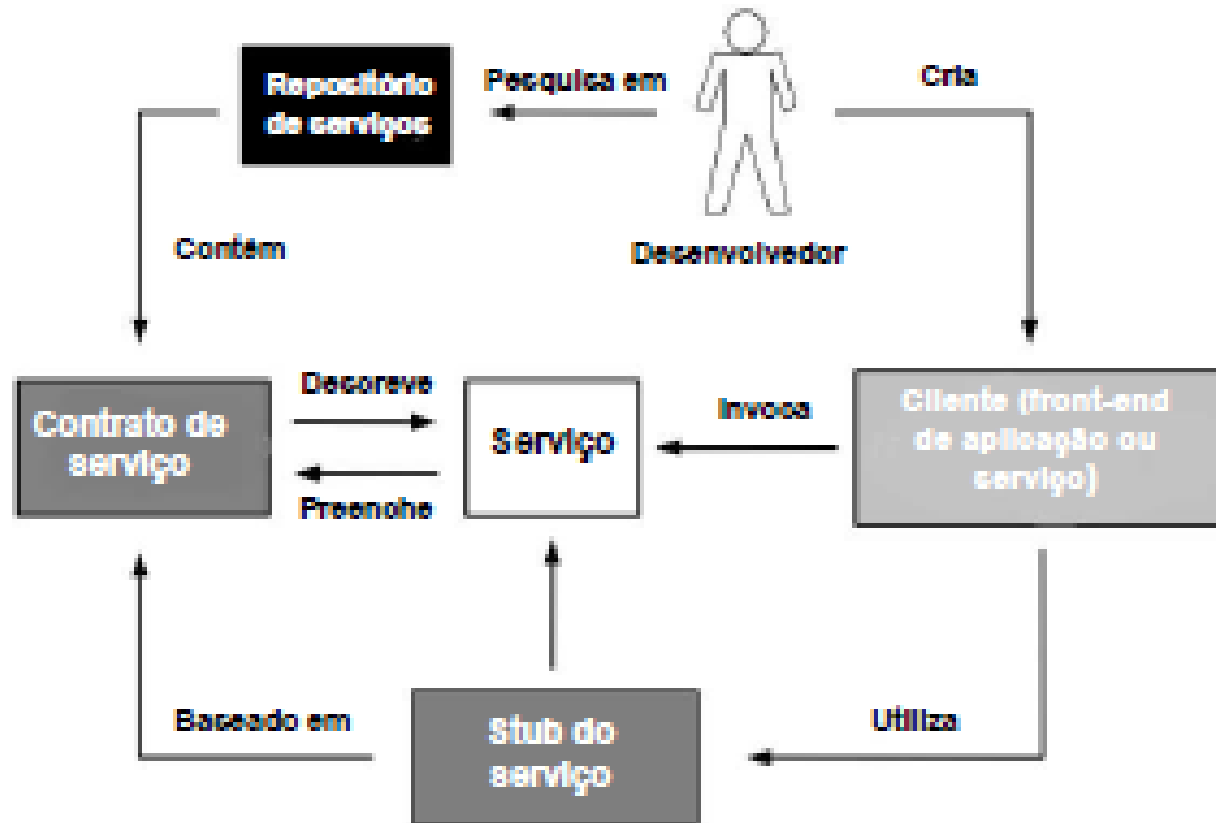 Repositório
de serviços
Pesquisa em
Cria
Contém
Desenvolvedor
Contrato de
serviço
Descreve
Preenche
Serviço
Invoca
Cliente (front-end
de aplicação ou
serviço)
Baseado em
Stub do
serviço
Utiliza